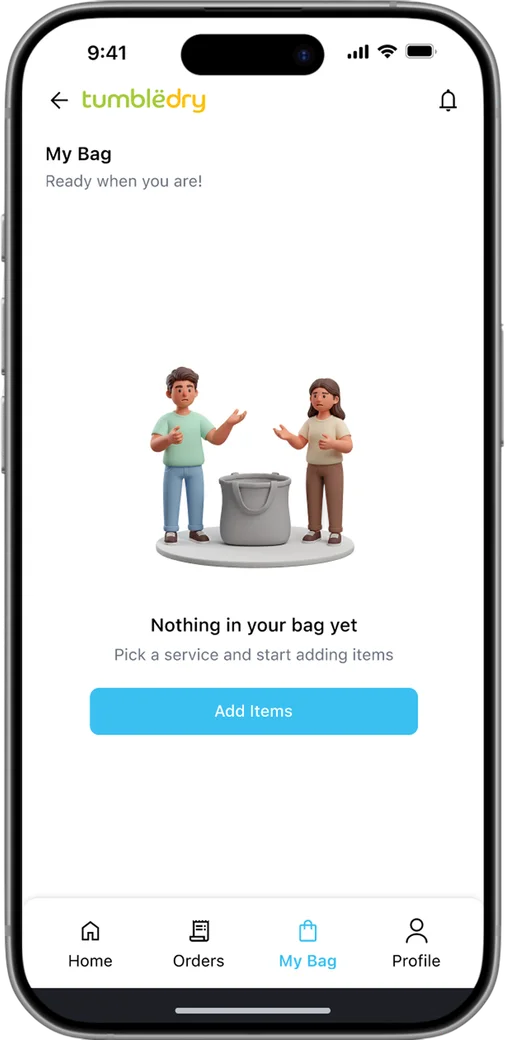 9:41
tumblëdry
My Bag
Ready when you are!
Nothing in your bag yet
Pick a service and start adding items
Add Items
Home Orders My Bag Profile